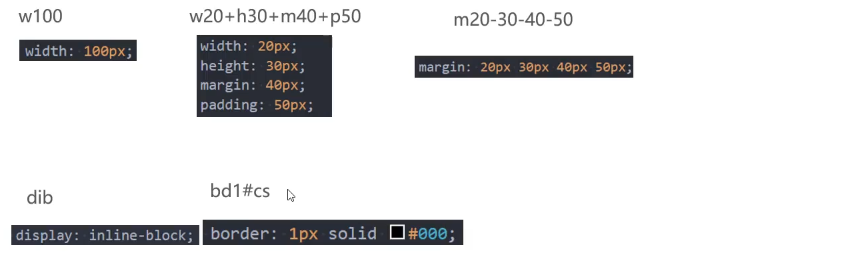 w100
width: 100px;
w20+h30+m40+p50
width: 20px;
height: 30px;
margin: 40px;
padding: 50px;
m20-30-40-50
margin: 20px 30px 40px 50px;
dib
display: inline-block;
bd1#cs
border: 1px solid #000;